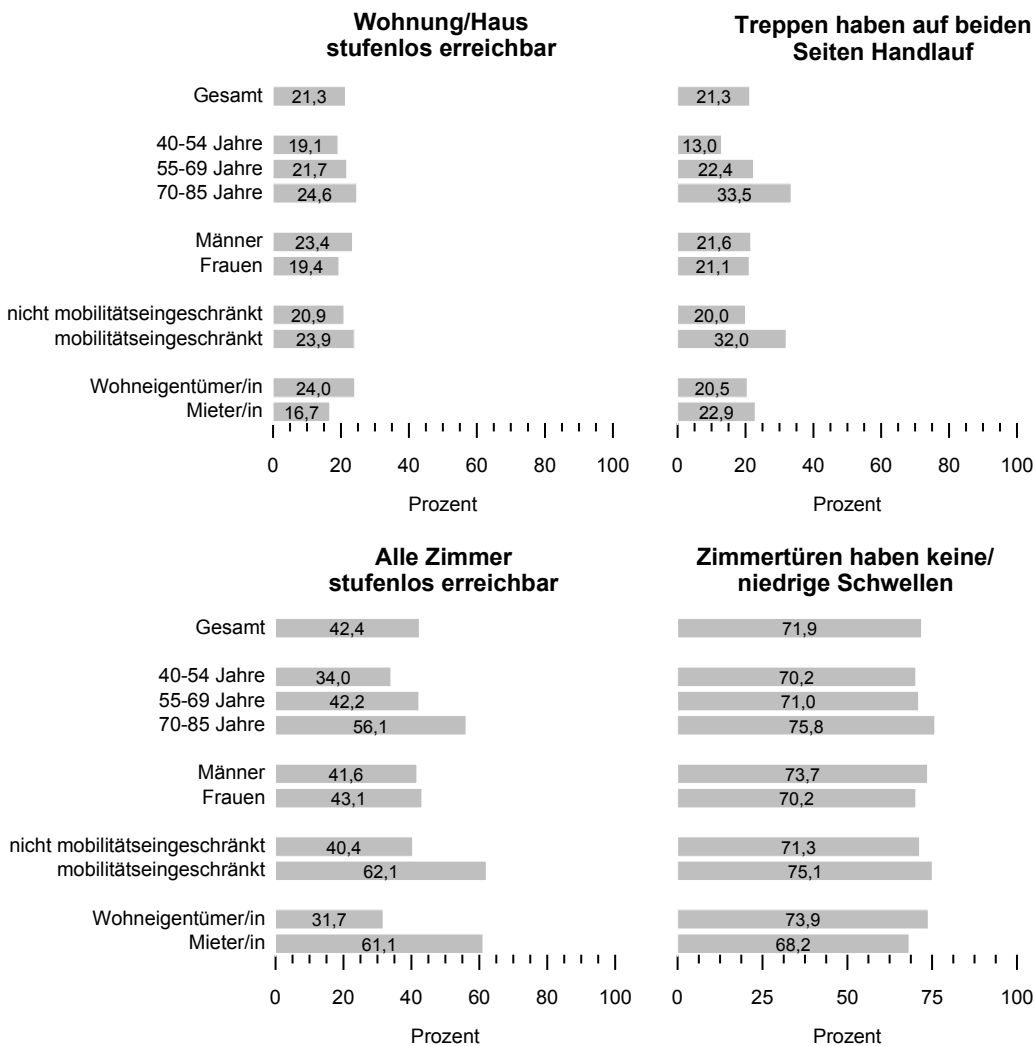 Wohnung/Haus
stufenlos erreichbar
Gesamt 21,3
40-54 Jahre 19,1
55-69 Jahre 21,7
70-85 Jahre 24,6
Männer 23,4
Frauen 19,4
nicht mobilitätseingeschränkt 20,9
mobilitätseingeschränkt 23,9
Wohneigentümer/in 24,0
Mieter/in 16,7
0 20 40 60 80 100
Prozent
Treppen haben auf beiden
Seiten Handlauf
21,3
13,0
22,4
33,5
21,6
21,1
20,0
32,0
20,5
22,9
0 20 40 60 80 100
Prozent
Alle Zimmer
stufenlos erreichbar
Gesamt 42,4
40-54 Jahre 34,0
55-69 Jahre 42,2
70-85 Jahre 56,1
Männer 41,6
Frauen 43,1
nicht mobilitätseingeschränkt 40,4
mobilitätseingeschränkt 62,1
Wohneigentümer/in 31,7
Mieter/in 61,1
0 20 40 60 80 100
Prozent
Zimmertüren haben keine/
niedrige Schwellen
71,9
70,2
71,0
75,8
73,7
70,2
71,3
75,1
73,9
68,2
0 25 50 75 100
Prozent